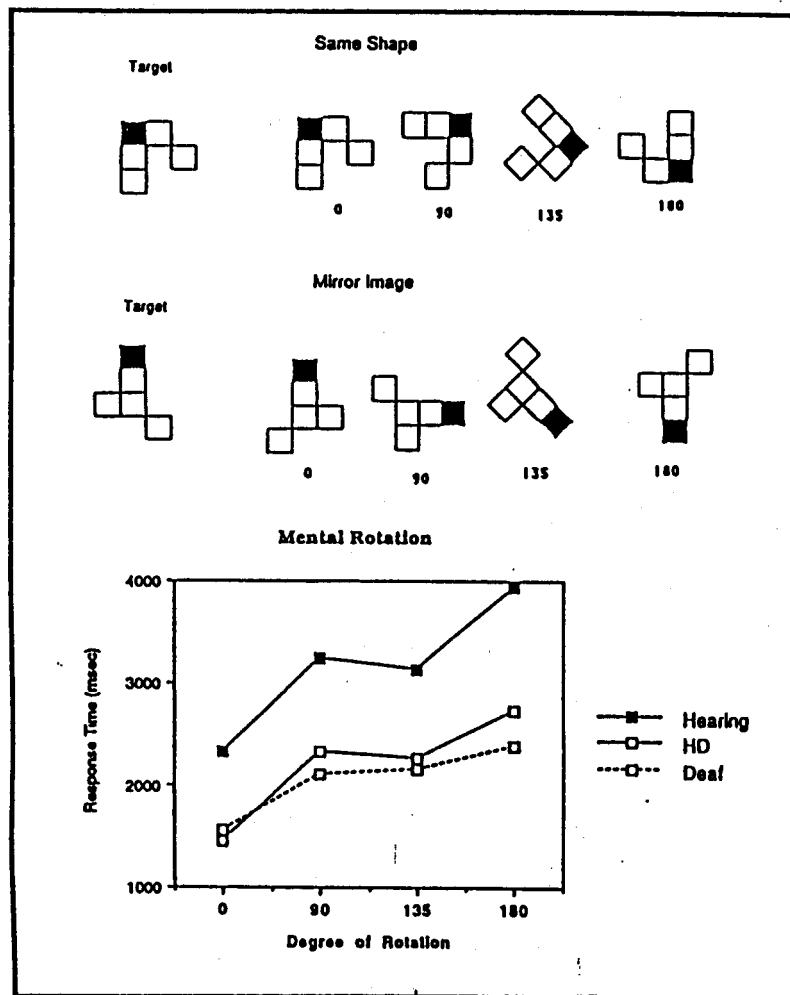 Same Shape
Target
0 90 135 180
Mirror Image
Target
0 90 135 180
Mental Rotation
Response Time (msec)
4000
3000
2000
1000
0 90 135 180
Degree of Rotation
Hearing
HD
Deaf